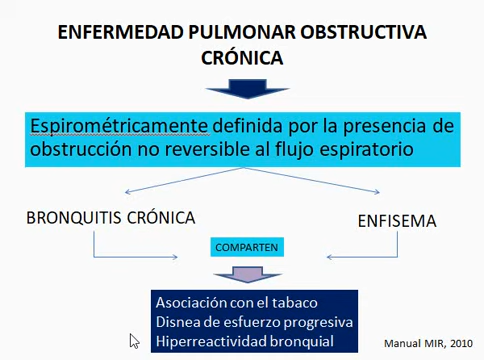 ENFERMEDAD PULMONAR OBSTRUCTIVA
CRÓNICA
Espirométricamente definida por la presencia de
obstrucción no reversible al flujo espiratorio
BRONQUITIS CRÓNICA
ENFISEMA
COMPARTEN
Asociación con el tabaco
Disnea de esfuerzo progresiva
Hiperreactividad bronquial
Manual MIR, 2010